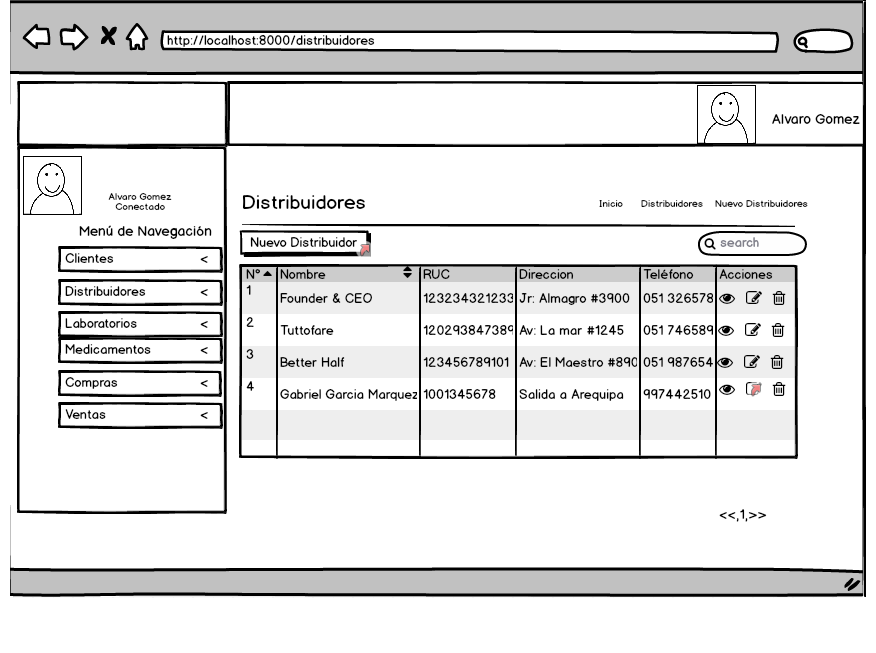 http://localhost:8000/distribuidores
Alvaro Gomez
Alvaro Gomez
Conectado
Menú de Navegación
Clientes <
Distribuidores <
Laboratorios <
Medicamentos <
Compras <
Ventas <
Distribuidores
Inicio Distribuidores Nuevo Distribuidores
Nuevo Distribuidor
search
N° Nombre RUC Direccion Teléfono Acciones
1 Founder & CEO 123234321233 Jr: Almagro #3900 051 326578
2 Tuttofare 120293847389 Av: La mar #1245 051 746589
3 Better Half 123456789101 Av: El Maestro #890 051 987654
4 Gabriel Garcia Marquez 1001345678 Salida a Arequipa 997442510
<<,1,>>